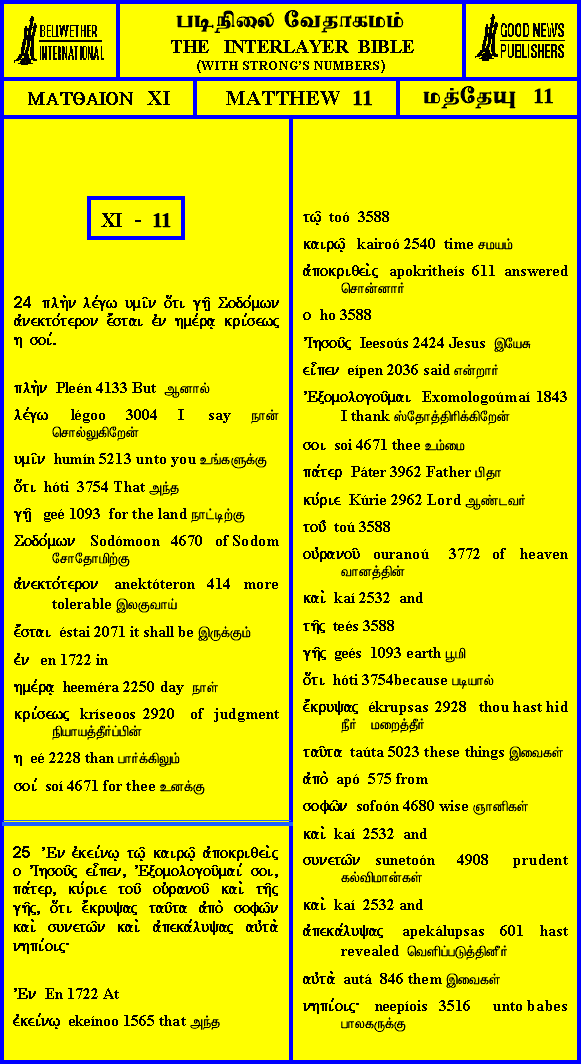 BELLWETHER
INTERNATIONAL
படிநிலை வேதாகமம்
THE INTERLAYER BIBLE
(WITH STRONG'S NUMBERS)
GOOD NEWS
PUBLISHERS
ΜΑΤΘΑΙΟΝ XI
MATTHEW 11
மத்தேயு 11
XI - 11
24 πλὴν λέγω υμῖν ὅτι γῇ Σοδόμων
ἀνεκτότερον ἔσται ἐν ημέρᾳ κρίσεως
η σοί.
πλὴν Pleén 4133 But ஆனால்
λέγω légoo 3004 I say நான்
சொல்லுகிறேன்
υμῖν humín 5213 unto you உங்களுக்கு
ὅτι hóti 3754 That அந்த
γῇ geé 1093 for the land நாட்டிற்கு
Σοδόμων Sodómoon 4670 of Sodom
சோதோமிற்கு
ἀνεκτότερον anektóteron 414 more
tolerable இலகுவாய்
ἔσται éstai 2071 it shall be இருக்கும்
ἐν en 1722 in
ημέρᾳ heeméra 2250 day நாள்
κρίσεως kríseoos 2920 of judgment
நியாயத்தீர்ப்பின்
η eé 2228 than பார்க்கிலும்
σοί soí 4671 for thee உனக்கு
25 Ἐν ἐκείνῳ τῷ καιρῷ ἀποκριθεὶς
ο Ἰησοῦς εἶπεν, Ἐξομολογοῦμαί σοι,
πάτερ, κύριε τοῦ οὐρανοῦ καὶ τῆς
γῆς, ὅτι ἔκρυψας ταῦτα ἀπὸ σοφῶν
καὶ συνετῶν καὶ ἀπεκάλυψας αὐτὰ
νηπίοις·
Ἐν En 1722 At
ἐκείνῳ ekeínoo 1565 that அந்த
τῷ toó 3588
καιρῷ kairoó 2540 time சமயம்
ἀποκριθεὶς apokritheís 611 answered
சொன்னார்
ο ho 3588
Ἰησοῦς Ieesoús 2424 Jesus இயேசு
εἶπεν eípen 2036 said என்றார்
Ἐξομολογοῦμαι Exomologoúmaí 1843
I thank ஸ்தோத்திரிக்கிறேன்
σοι soi 4671 thee உம்மை
πάτερ Páter 3962 Father பிதா
κύριε Kúrie 2962 Lord ஆண்டவர்
τοῦ toú 3588
οὐρανοῦ ouranoú 3772 of heaven
வானத்தின்
καὶ kaí 2532 and
τῆς teés 3588
γῆς geés 1093 earth பூமி
ὅτι hóti 3754because படியால்
ἔκρυψας ékrupsas 2928 thou hast hid
நீர் மறைத்தீர்
ταῦτα taúta 5023 these things இவைகள்
ἀπὸ apó 575 from
σοφῶν sofoón 4680 wise ஞானிகள்
καὶ kaí 2532 and
συνετῶν sunetoón 4908 prudent
கல்விமான்கள்
καὶ kaí 2532 and
ἀπεκάλυψας apekálupsas 601 hast
revealed வெளிப்படுத்தினீர்
αὐτὰ autá 846 them இவைகள்
νηπίοις· neepíois 3516 unto babes
பாலகருக்கு